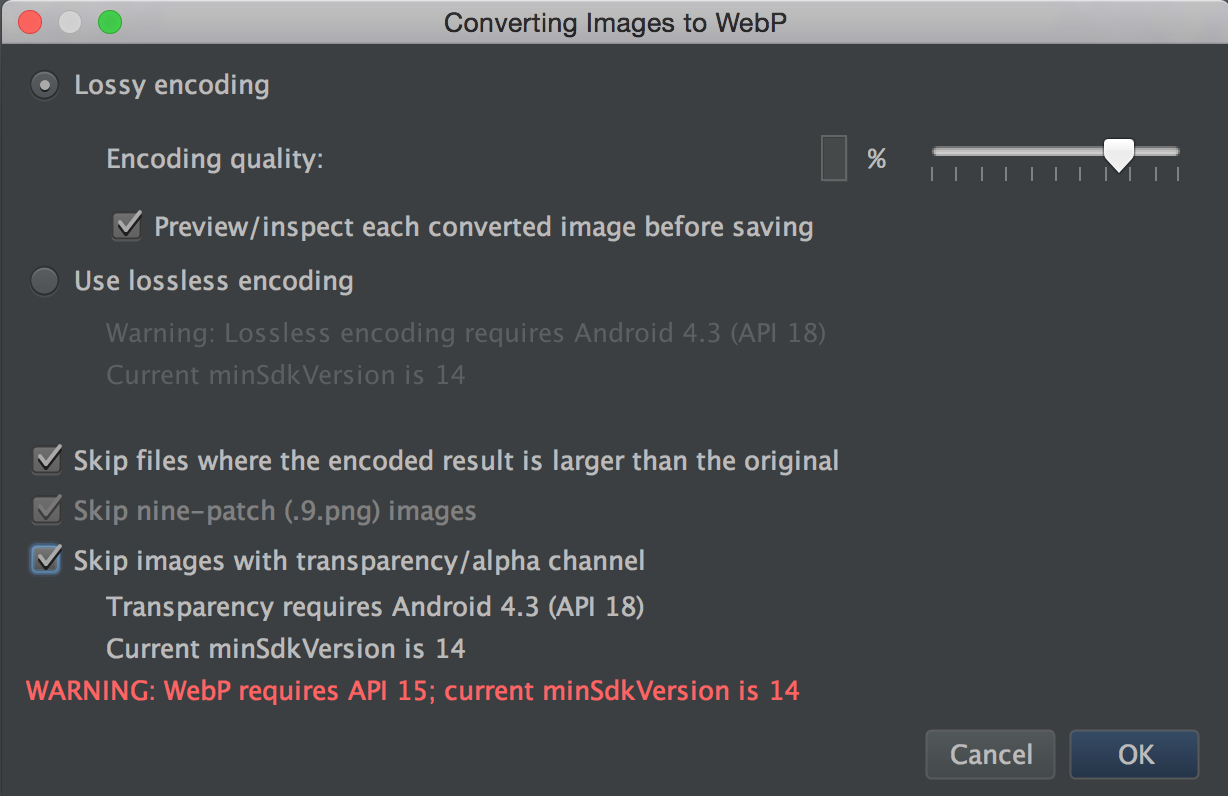 Converting Images to WebP
Lossy encoding
Encoding quality: %
Preview/inspect each converted image before saving
Use lossless encoding
Warning: Lossless encoding requires Android 4.3 (API 18)
Current minSdkVersion is 14
Skip files where the encoded result is larger than the original
Skip nine-patch (.9.png) images
Skip images with transparency/alpha channel
Transparency requires Android 4.3 (API 18)
Current minSdkVersion is 14
WARNING: WebP requires API 15; current minSdkVersion is 14
Cancel OK